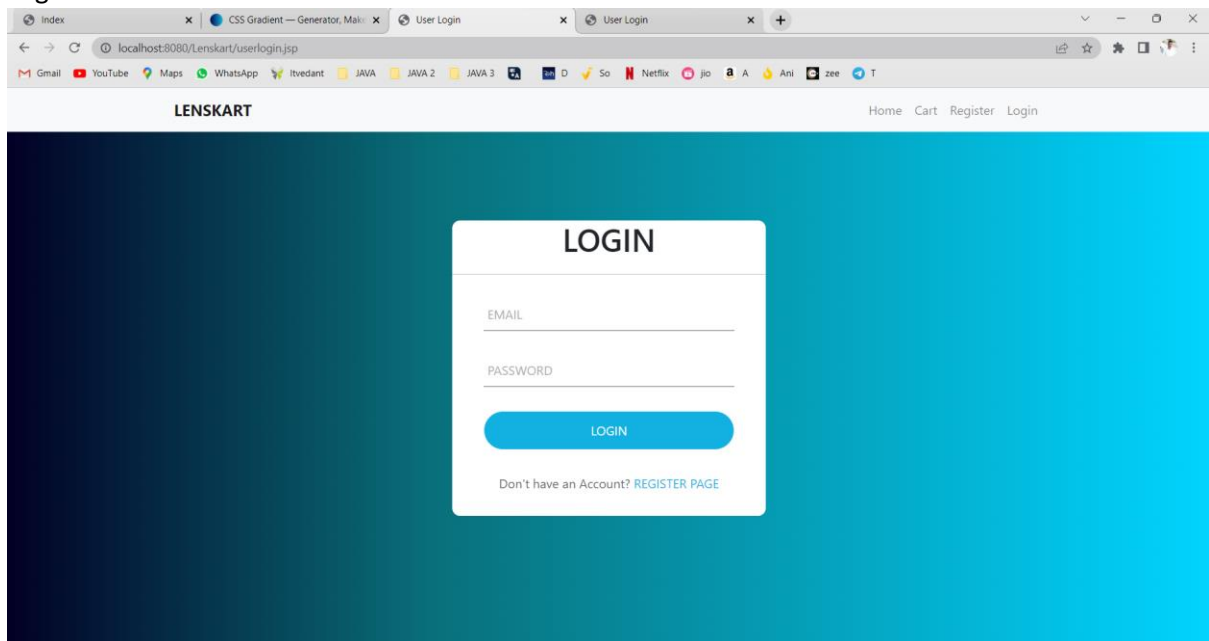 Index
CSS Gradient — Generator, Mak
User Login
User Login
localhost:8080/Lenskart/userlogin.jsp
Gmail YouTube Maps WhatsApp Itvedant JAVA JAVA 2 JAVA 3 D So Netflix jio A Ani zee T
LENSKART
Home Cart Register Login
LOGIN
EMAIL
PASSWORD
LOGIN
Don't have an Account? REGISTER PAGE